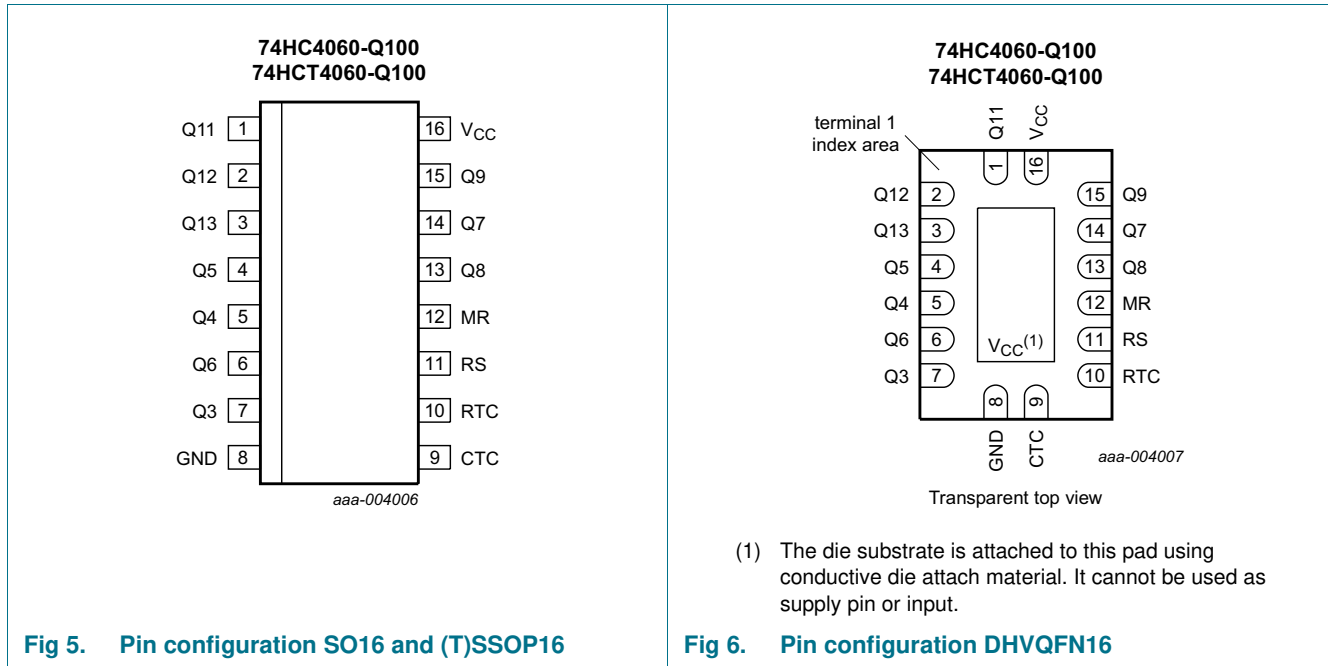 74HC4060-Q100
74HCT4060-Q100
Q11 1 16 VCC
Q12 2 15 Q9
Q13 3 14 Q7
Q5 4 13 Q8
Q4 5 12 MR
Q6 6 11 RS
Q3 7 10 RTC
GND 8 9 CTC
aaa-004006
Fig 5. Pin configuration SO16 and (T)SSOP16
74HC4060-Q100
74HCT4060-Q100
terminal 1
index area
Q11 VCC
1 16
Q12 2 15 Q9
Q13 3 14 Q7
Q5 4 13 Q8
Q4 5 12 MR
Q6 6 11 RS
VCC(1)
Q3 7 10 RTC
8 9
GND CTC
aaa-004007
Transparent top view
(1) The die substrate is attached to this pad using
conductive die attach material. It cannot be used as
supply pin or input.
Fig 6. Pin configuration DHVQFN16